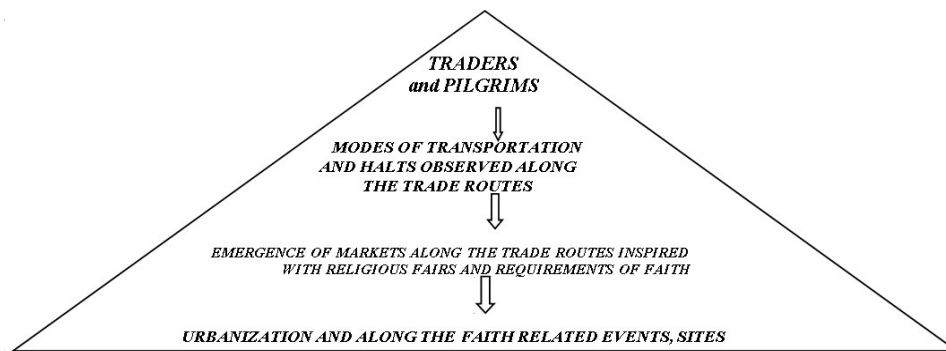 TRADERS
and PILGRIMS
MODES OF TRANSPORTATION
AND HALTS OBSERVED ALONG
THE TRADE ROUTES
EMERGENCE OF MARKETS ALONG THE TRADE ROUTES INSPIRED
WITH RELIGIOUS FAIRS AND REQUIREMENTS OF FAITH
URBANIZATION AND ALONG THE FAITH RELATED EVENTS, SITES